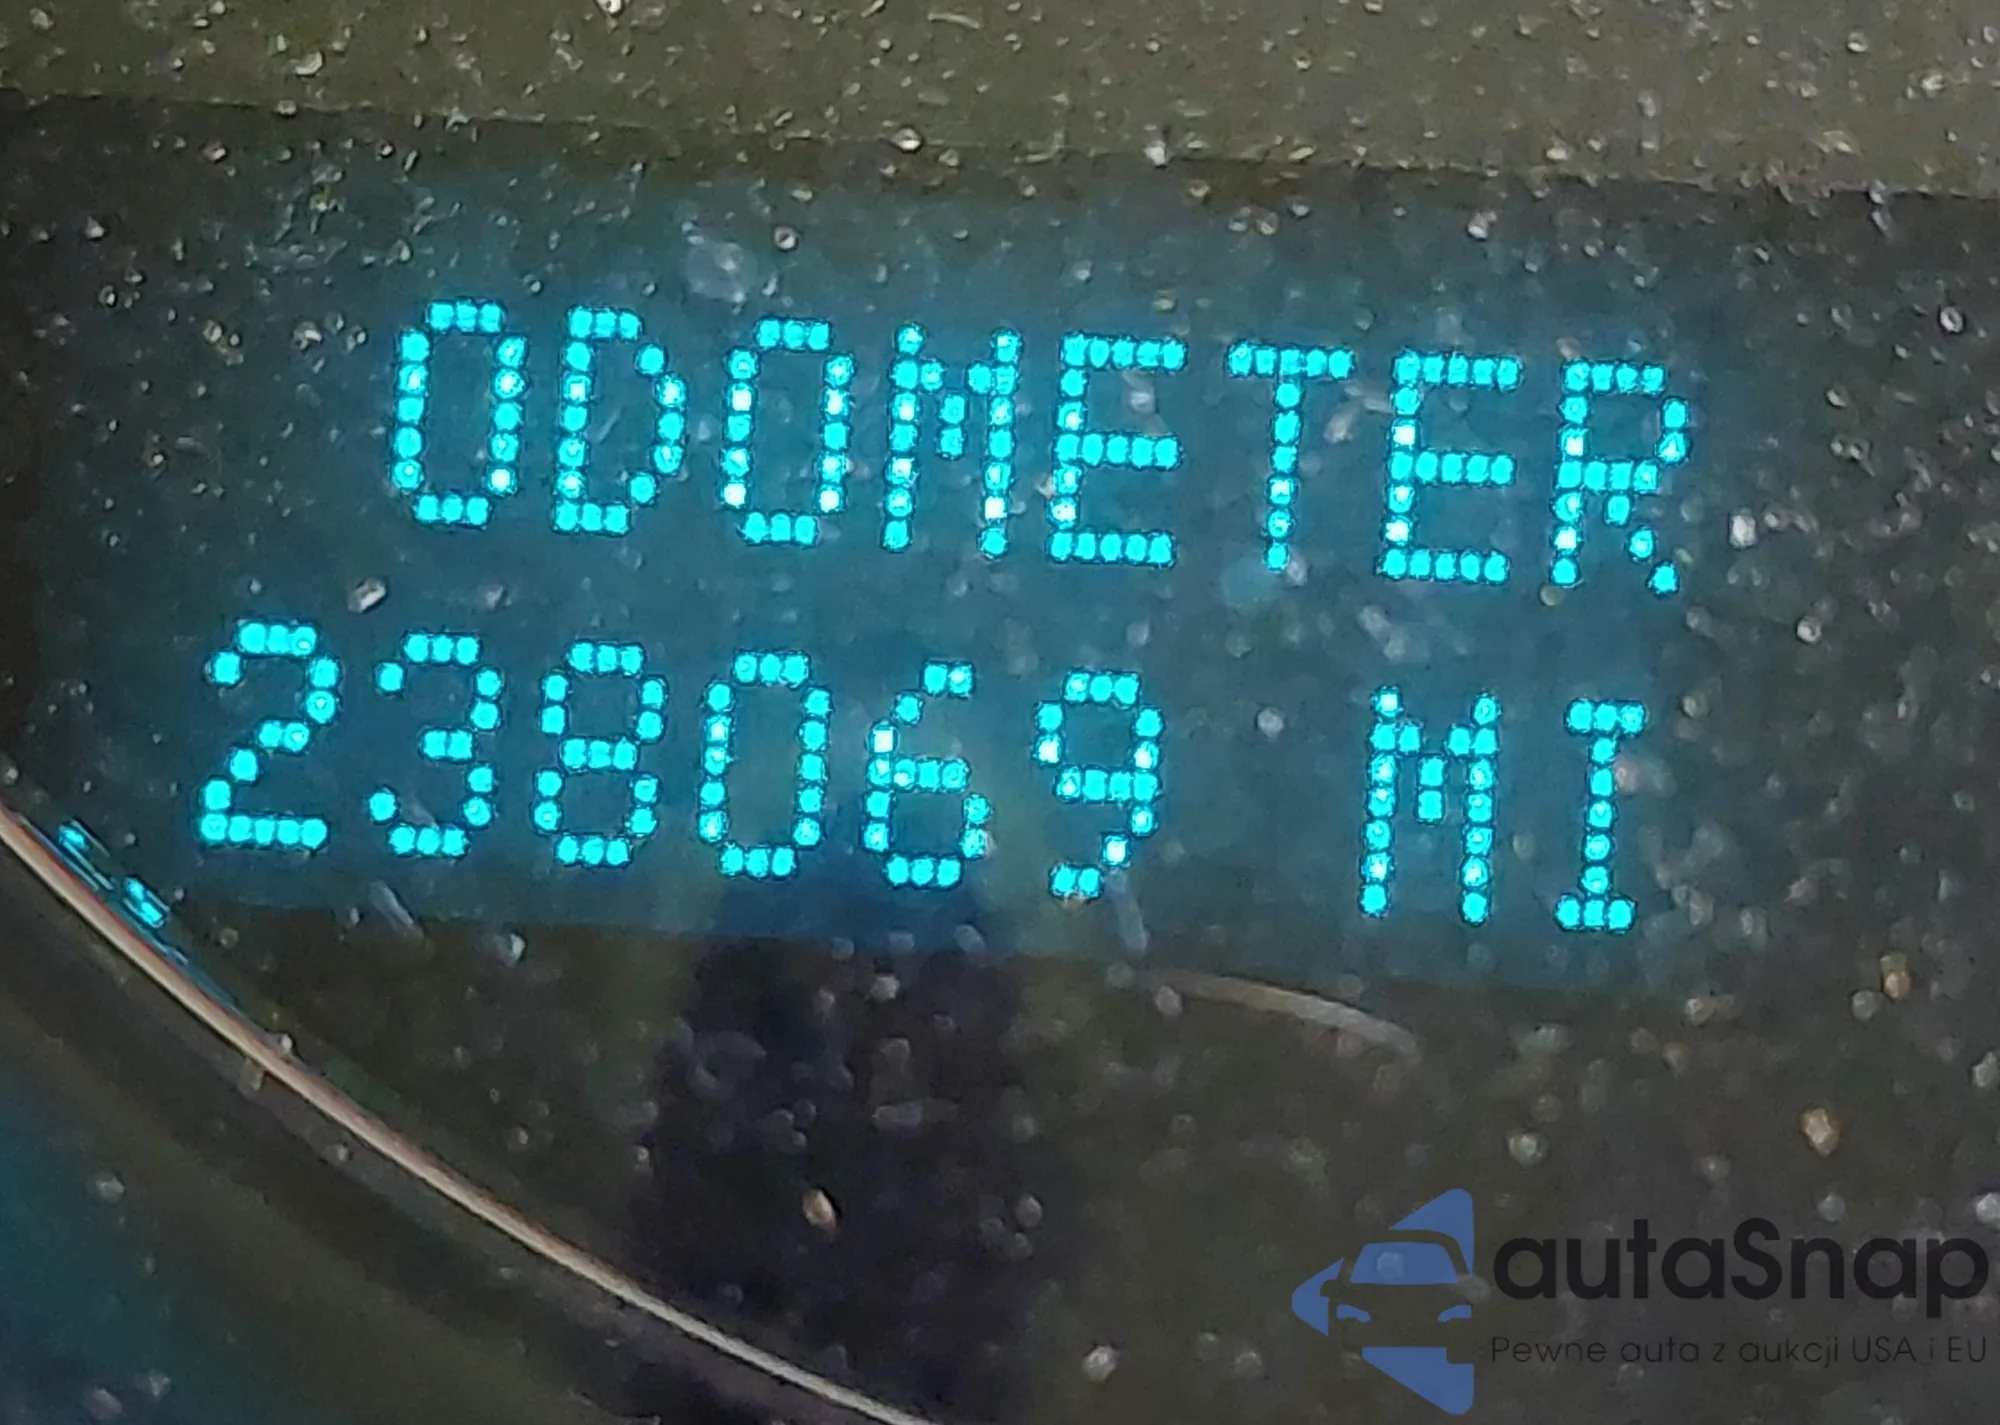 ODOMETER
238069 MI
autaSnap
Pewne auta z aukcji USA i EU